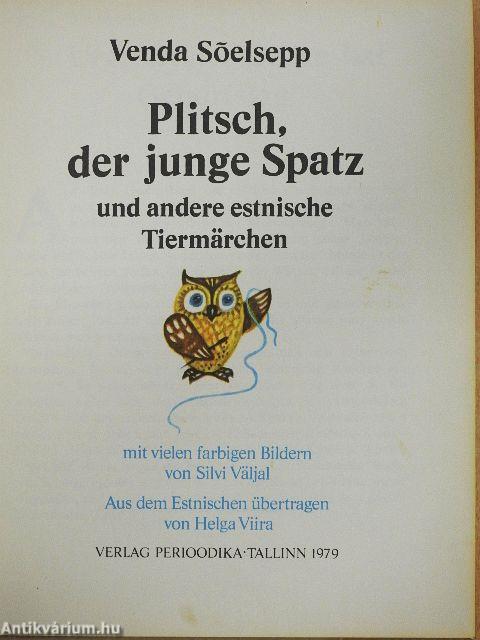 Venda Sõelsepp
Plitsch,
der junge Spatz
und andere estnische
Tiermärchen
mit vielen farbigen Bildern
von Silvi Väljal
Aus dem Estnischen übertragen
von Helga Viira
VERLAG PERIOODIKA·TALLINN 1979
Antikvárium.hu